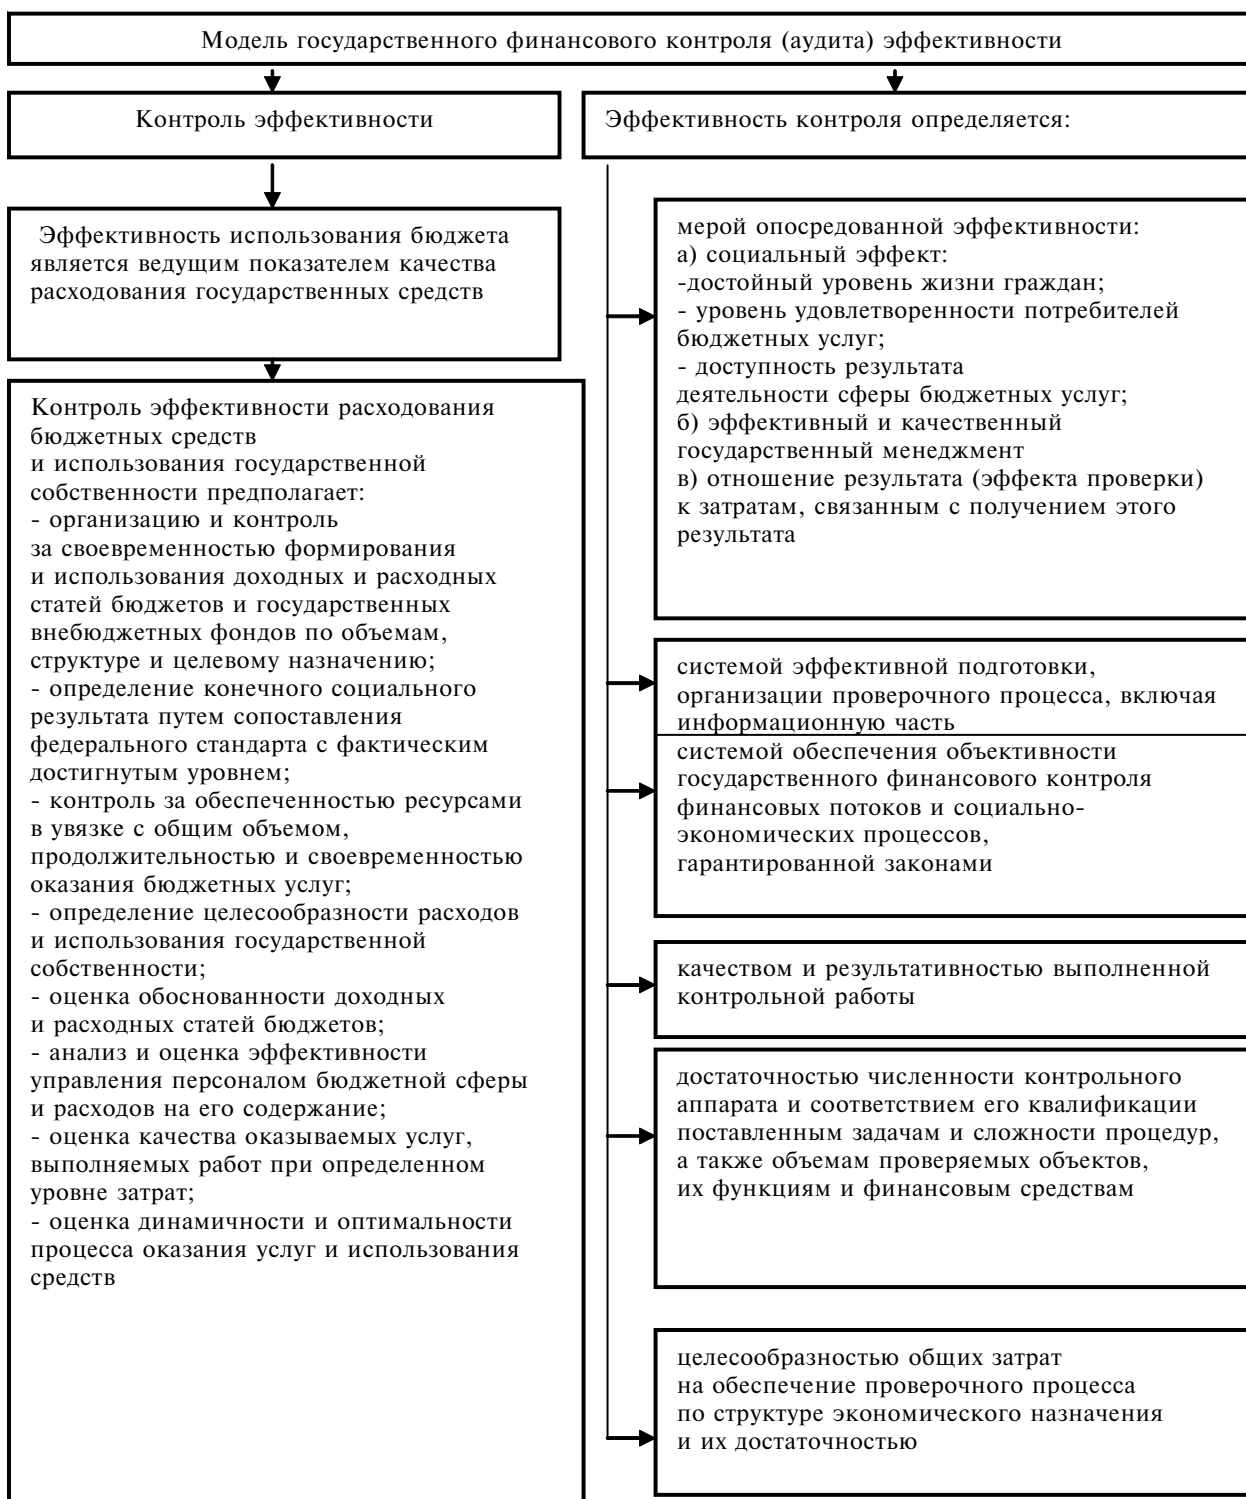 Модель государственного финансового контроля (аудита) эффективности
Контроль эффективности
Эффективность использования бюджета
является ведущим показателем качества
расходования государственных средств
Контроль эффективности расходования
бюджетных средств
и использования государственной
собственности предполагает:
- организацию и контроль
за своевременностью формирования
и использования доходных и расходных
статей бюджетов и государственных
внебюджетных фондов по объемам,
структуре и целевому назначению;
- определение конечного социального
результата путем сопоставления
федерального стандарта с фактическим
достигнутым уровнем;
- контроль за обеспеченностью ресурсами
в увязке с общим объемом,
продолжительностью и своевременностью
оказания бюджетных услуг;
- определение целесообразности расходов
и использования государственной
собственности;
- оценка обоснованности доходных
и расходных статей бюджетов;
- анализ и оценка эффективности
управления персоналом бюджетной сферы
и расходов на его содержание;
- оценка качества оказываемых услуг,
выполняемых работ при определенном
уровне затрат;
- оценка динамичности и оптимальности
процесса оказания услуг и использования
средств
Эффективность контроля определяется:
мерой опосредованной эффективности:
а) социальный эффект:
-достойный уровень жизни граждан;
- уровень удовлетворенности потребителей
бюджетных услуг;
- доступность результата
деятельности сферы бюджетных услуг;
б) эффективный и качественный
государственный менеджмент
в) отношение результата (эффекта проверки)
к затратам, связанным с получением этого
результата
системой эффективной подготовки,
организации проверочного процесса, включая
информационную часть
системой обеспечения объективности
государственного финансового контроля
финансовых потоков и социально-
экономических процессов,
гарантированной законами
качеством и результативностью выполненной
контрольной работы
достаточностью численности контрольного
аппарата и соответствием его квалификации
поставленным задачам и сложности процедур,
а также объемам проверяемых объектов,
их функциям и финансовым средствам
целесообразностью общих затрат
на обеспечение проверочного процесса
по структуре экономического назначения
и их достаточностью